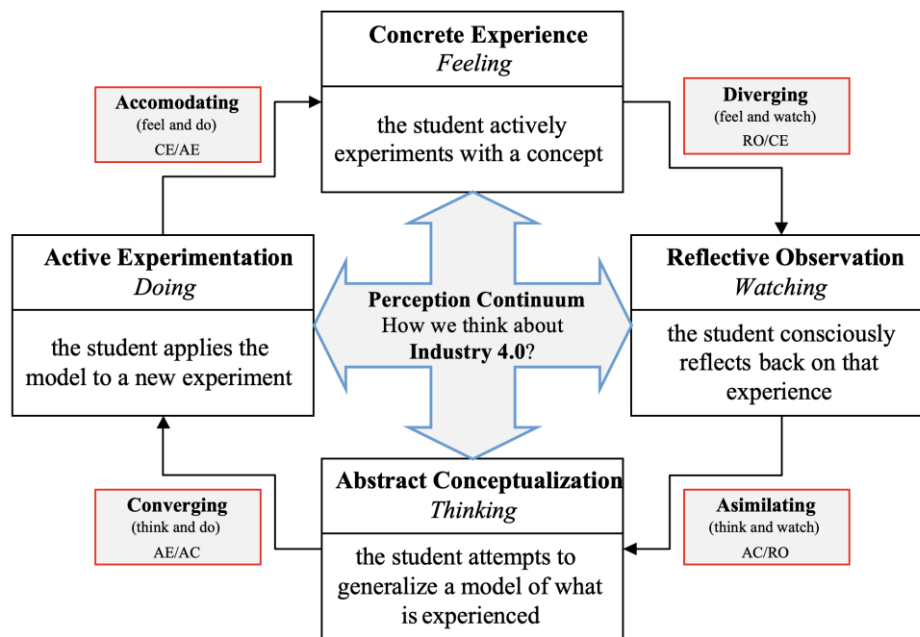 Concrete Experience
Feeling
the student actively
experiments with a concept
Accomodating
(feel and do)
CE/AE
Diverging
(feel and watch)
RO/CE
Active Experimentation
Doing
the student applies the
model to a new experiment
Perception Continuum
How we think about
Industry 4.0?
Reflective Observation
Watching
the student consciously
reflects back on that
experience
Converging
(think and do)
AE/AC
Abstract Conceptualization
Thinking
the student attempts to
generalize a model of what
is experienced
Asimilating
(think and watch)
AC/RO